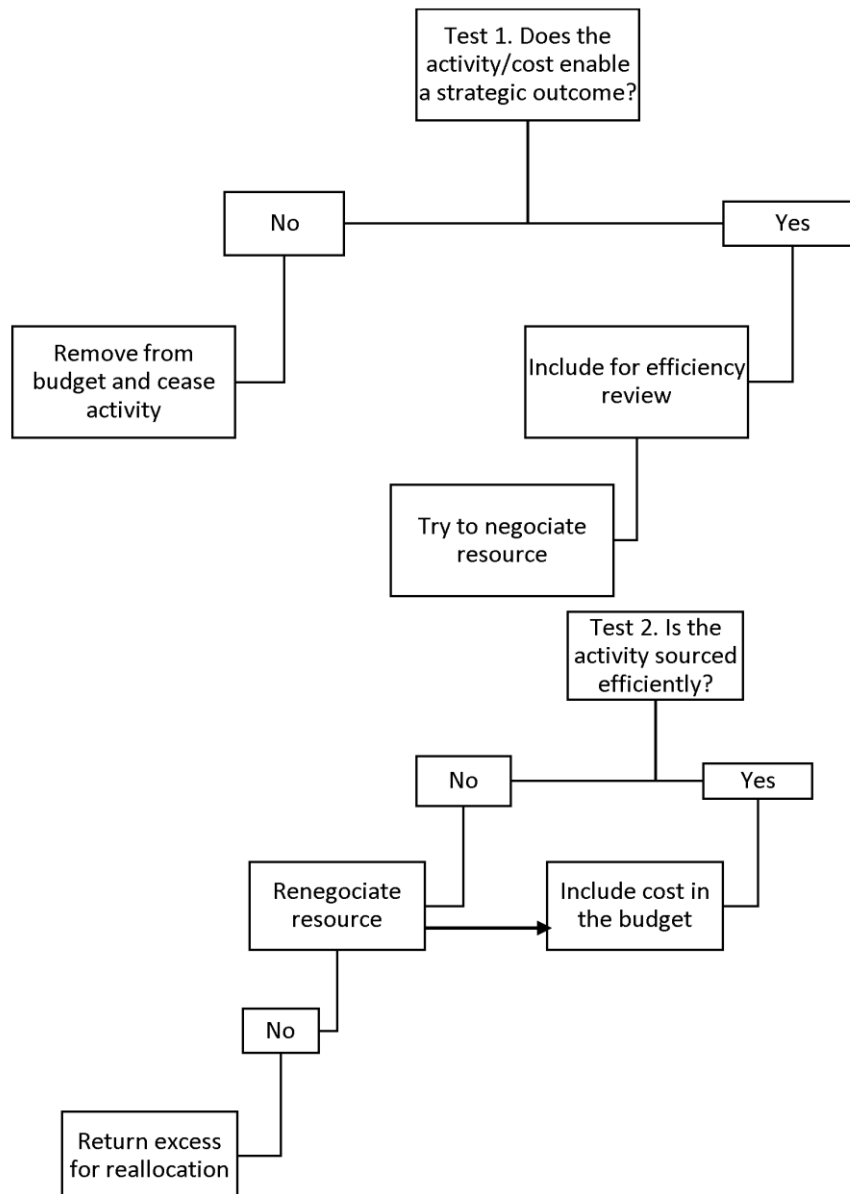 Test 1. Does the
activity/cost enable
a strategic outcome?
No
Yes
Remove from
budget and cease
activity
Include for efficiency
review
Try to negociate
resource
Test 2. Is the
activity sourced
efficiently?
No
Yes
Renegociate
resource
Include cost in
the budget
No
Return excess
for reallocation